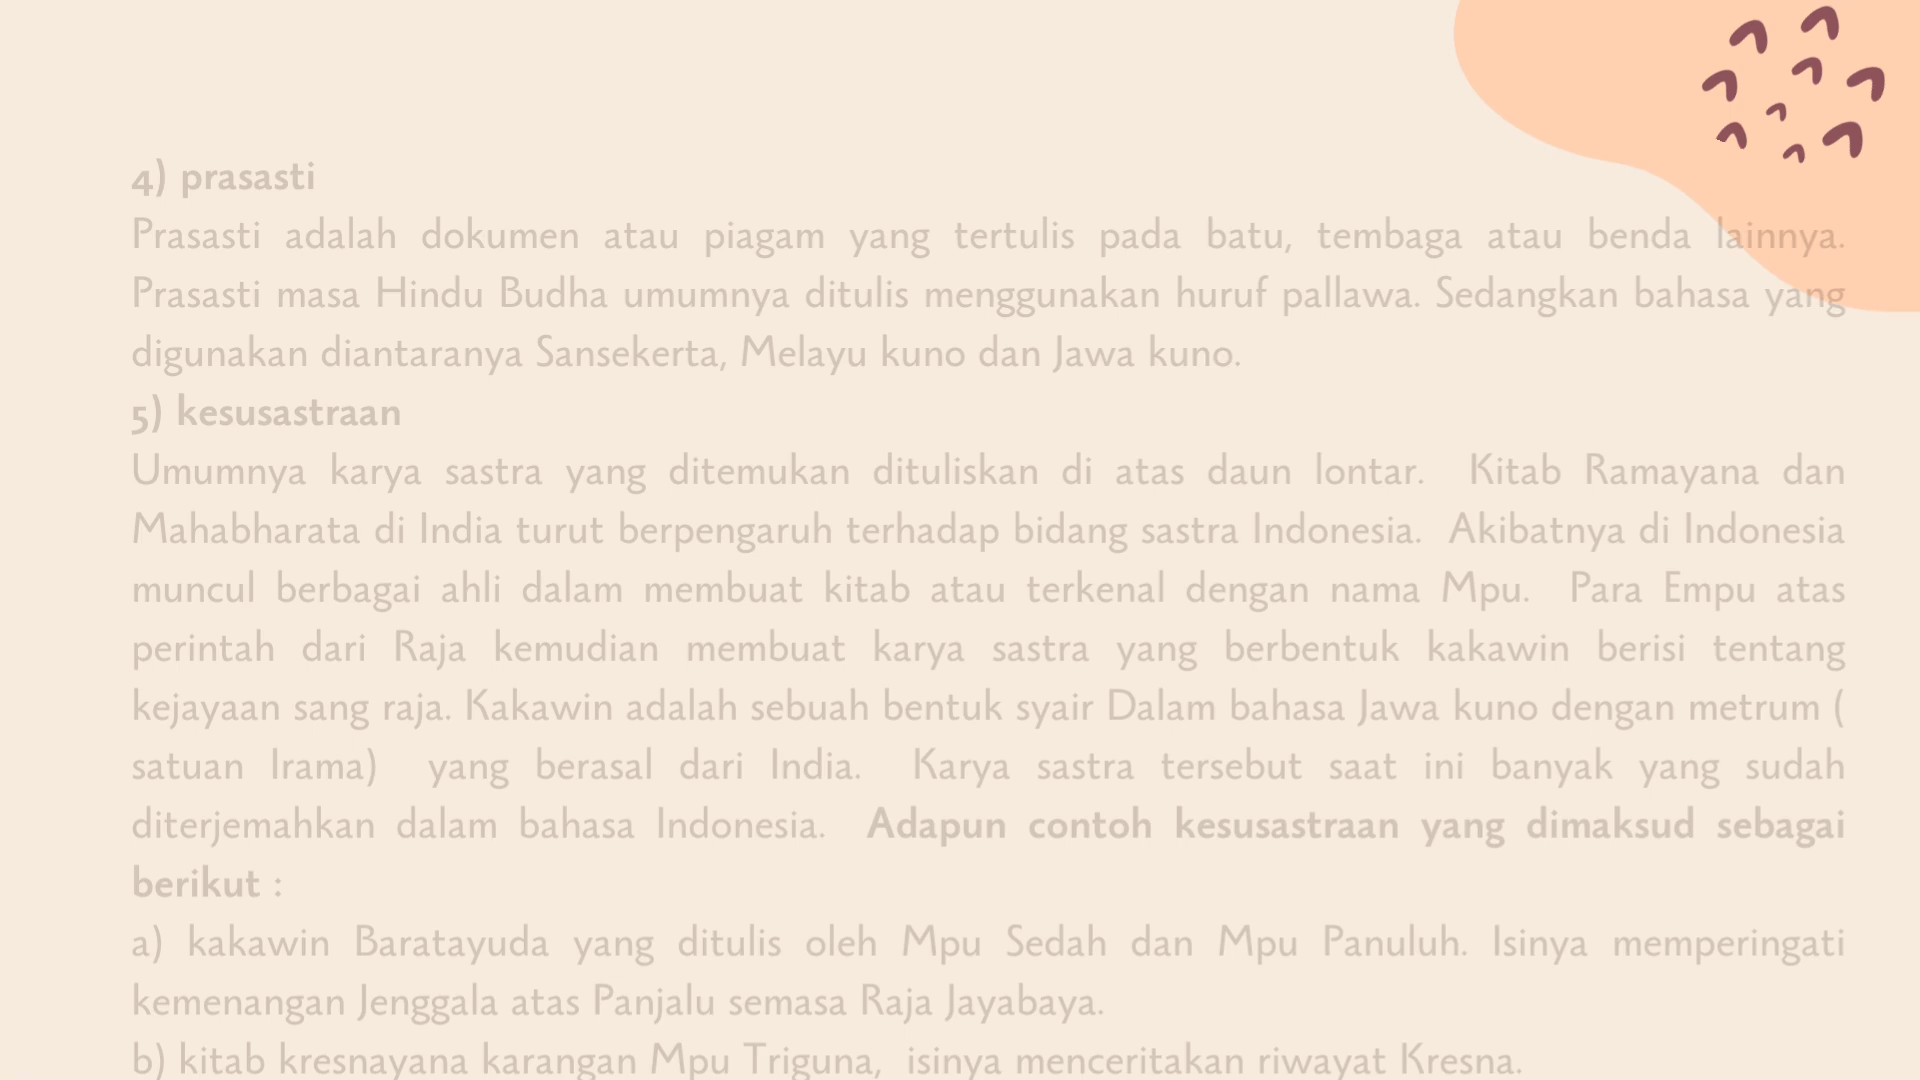 4) prasasti
Prasasti adalah dokumen atau piagam yang tertulis pada batu, tembaga atau benda lainnya.
Prasasti masa Hindu Budha umumnya ditulis menggunakan huruf pallawa. Sedangkan bahasa yang
digunakan diantaranya Sansekerta, Melayu kuno dan Jawa kuno.
5) kesusastraan
Umumnya karya sastra yang ditemukan dituliskan di atas daun lontar.  Kitab Ramayana dan
Mahabharata di India turut berpengaruh terhadap bidang sastra Indonesia.  Akibatnya di Indonesia
muncul berbagai ahli dalam membuat kitab atau terkenal dengan nama Mpu.  Para Empu atas
perintah dari Raja kemudian membuat karya sastra yang berbentuk kakawin berisi tentang
kejayaan sang raja. Kakawin adalah sebuah bentuk syair Dalam bahasa Jawa kuno dengan metrum (
satuan Irama)  yang berasal dari India.  Karya sastra tersebut saat ini banyak yang sudah
diterjemahkan dalam bahasa Indonesia.  Adapun contoh kesusastraan yang dimaksud sebagai
berikut :
a) kakawin Baratayuda yang ditulis oleh Mpu Sedah dan Mpu Panuluh. Isinya memperingati
kemenangan Jenggala atas Panjalu semasa Raja Jayabaya.
b) kitab kresnayana karangan Mpu Triguna,  isinya menceritakan riwayat Kresna.